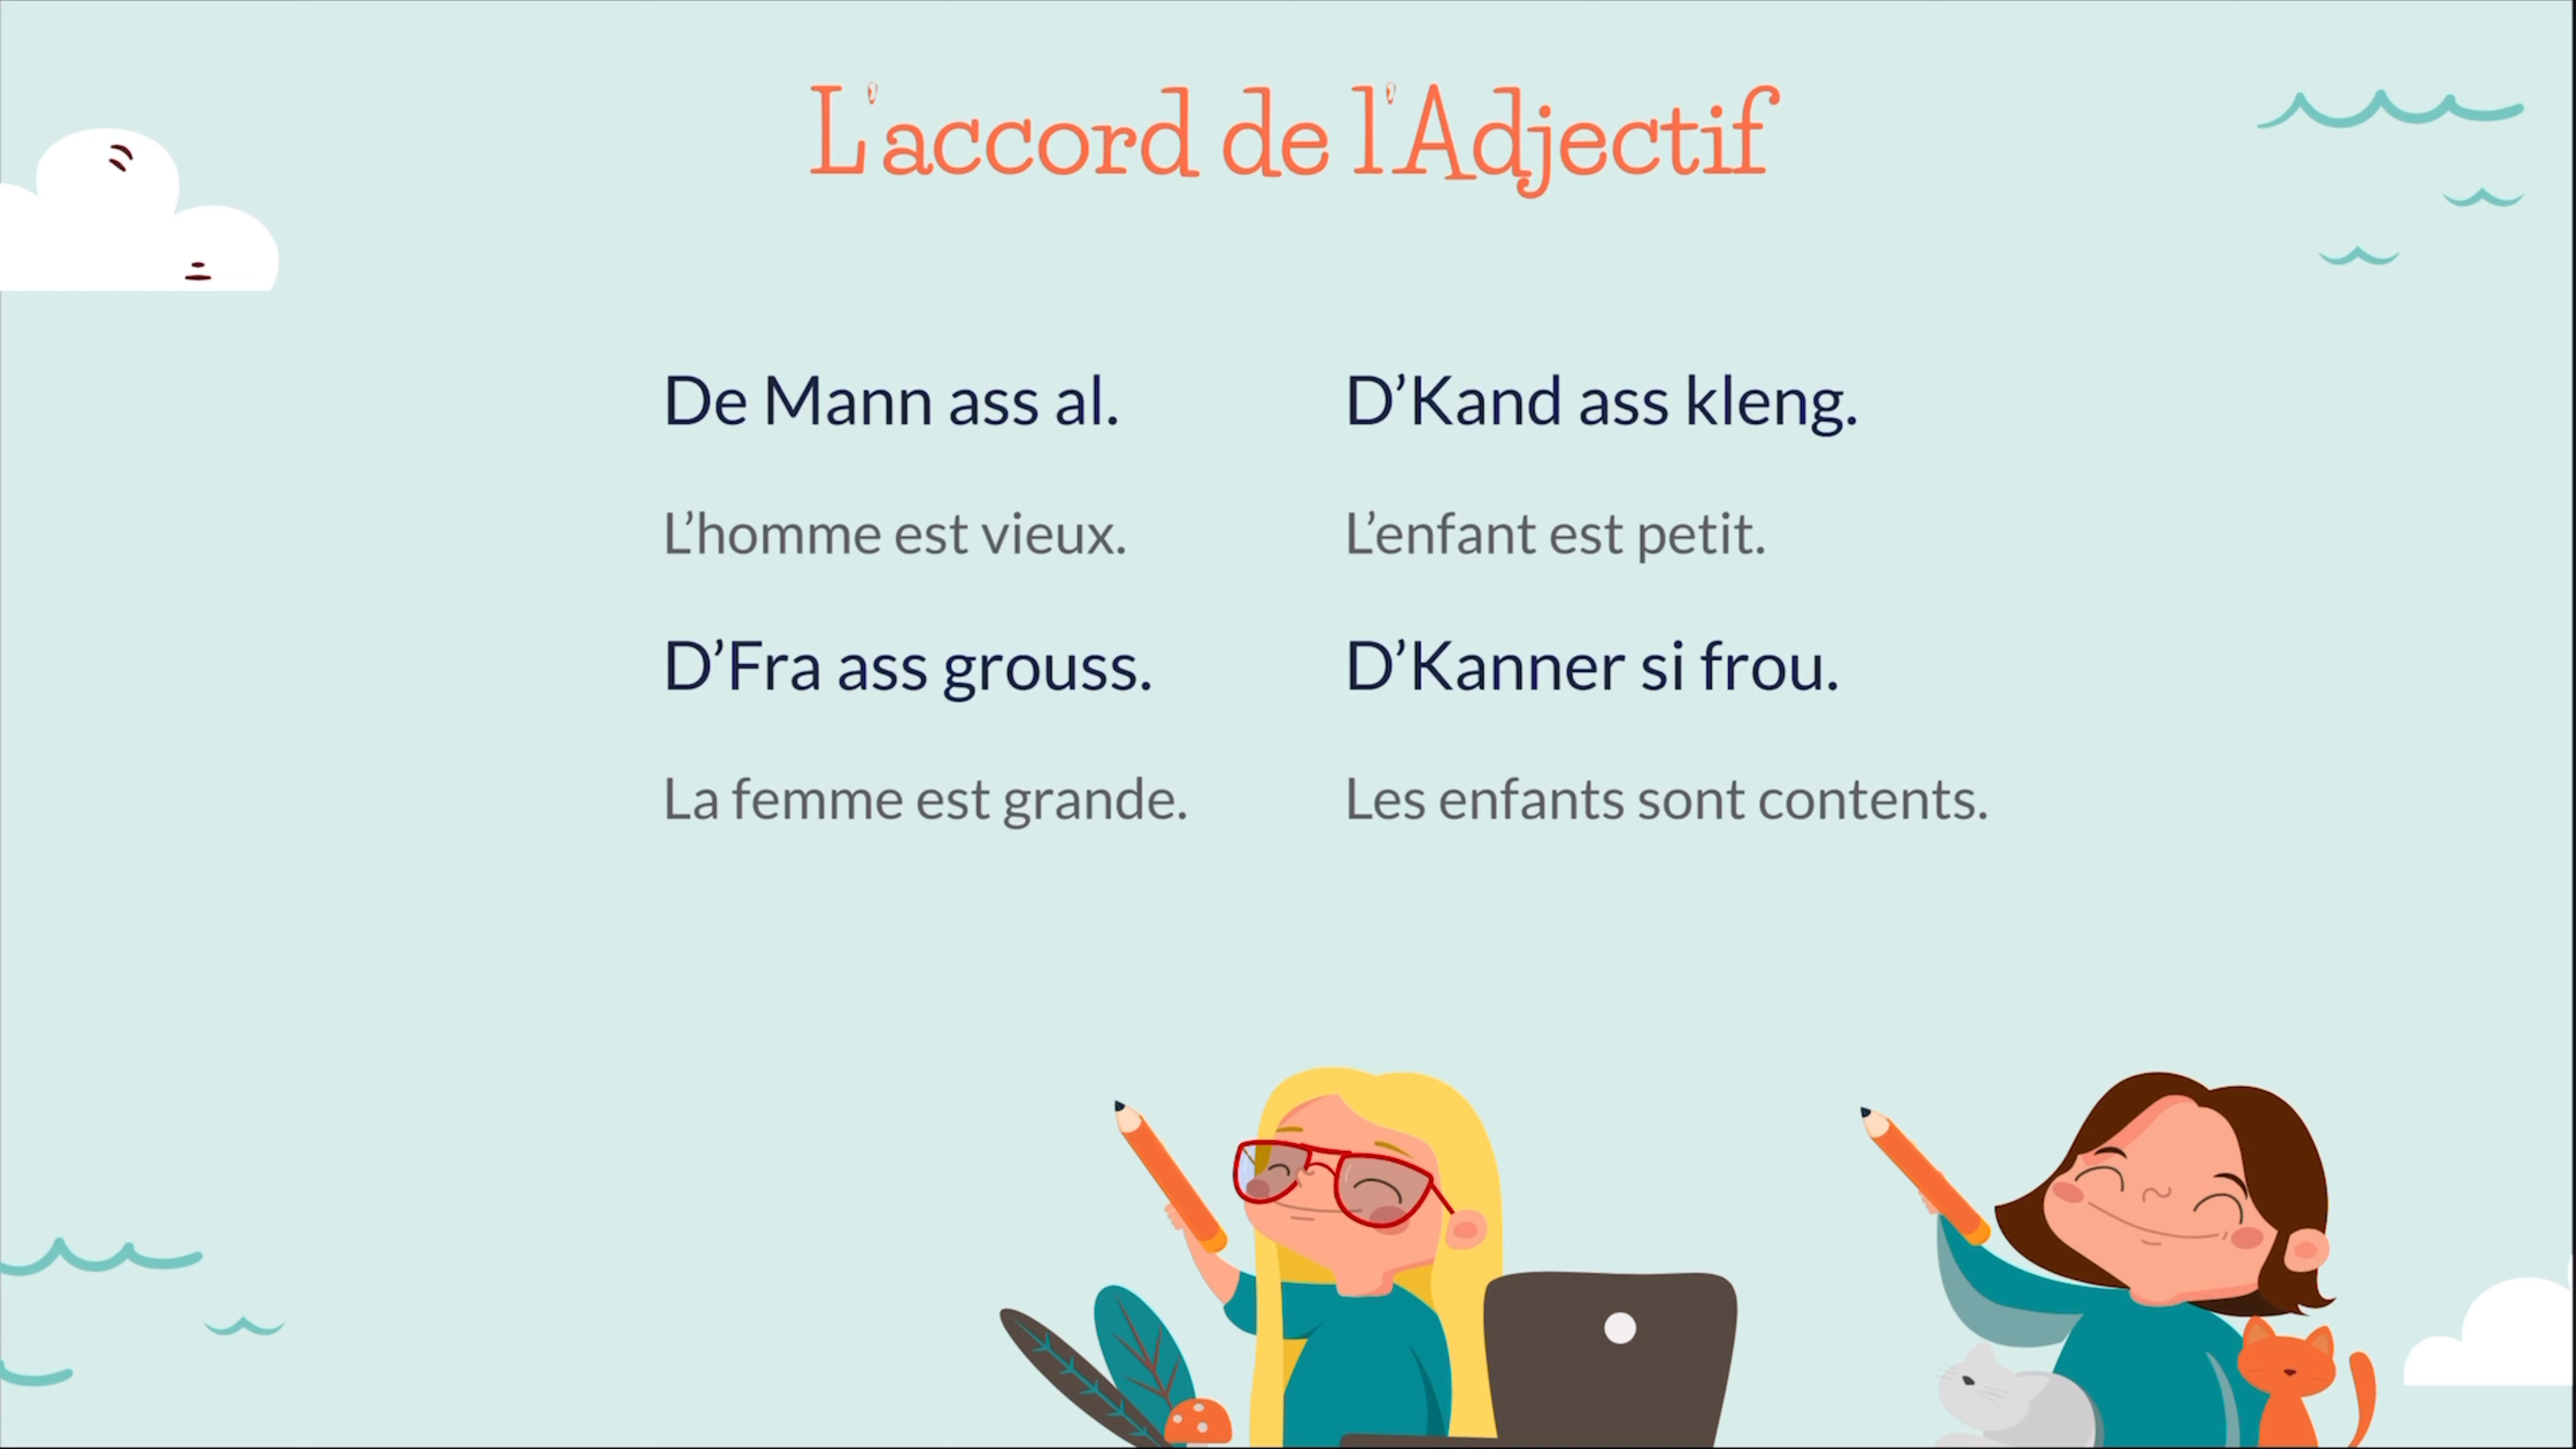 L'accord de l'Adjectif
De Mann ass al.
L’homme est vieux.
D’Fra ass grouss.
La femme est grande.
D’Kand ass kleng.
L’enfant est petit.
D’Kanner si frou.
Les enfants sont contents.